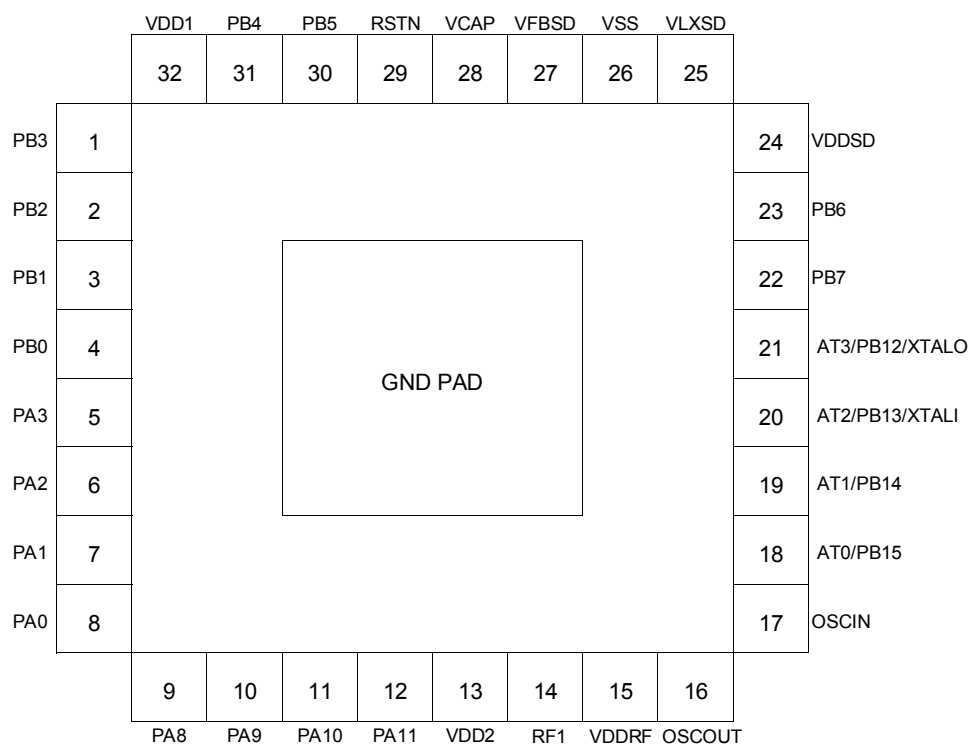 VDD1 PB4 PB5 RSTN VCAP VFBSD VSS VLXSD
32 31 30 29 28 27 26 25
PB3 1 24 VDDSD
PB2 2 23 PB6
PB1 3 22 PB7
PB0 4 21 AT3/PB12/XTALO
GND PAD
PA3 5 20 AT2/PB13/XTALI
PA2 6 19 AT1/PB14
PA1 7 18 AT0/PB15
PA0 8 17 OSCIN
9 10 11 12 13 14 15 16
PA8 PA9 PA10 PA11 VDD2 RF1 VDDRF OSCOUT